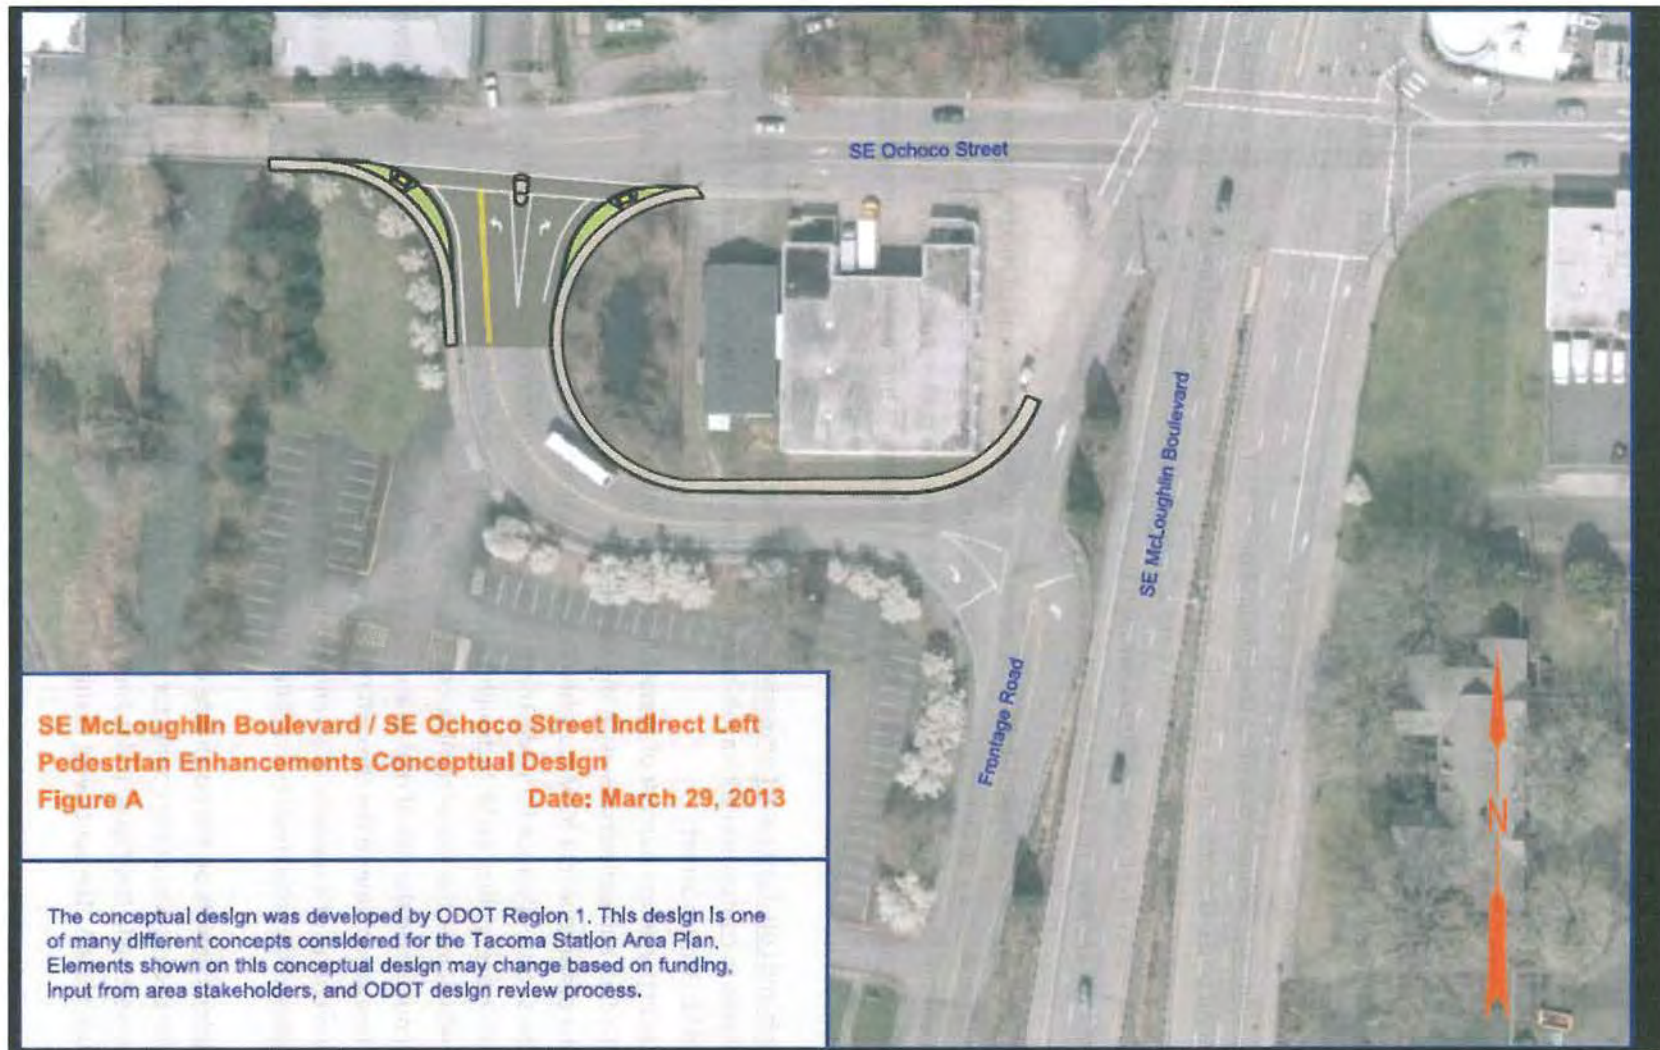 SE Ochoco Street
SE McLoughlin Boulevard
Frontage Road
SE McLoughlin Boulevard / SE Ochoco Street Indirect Left
Pedestrian Enhancements Conceptual Design
Figure A Date: March 29, 2013
N
The conceptual design was developed by ODOT Region 1. This design is one
of many different concepts considered for the Tacoma Station Area Plan.
Elements shown on this conceptual design may change based on funding,
input from area stakeholders, and ODOT design review process.